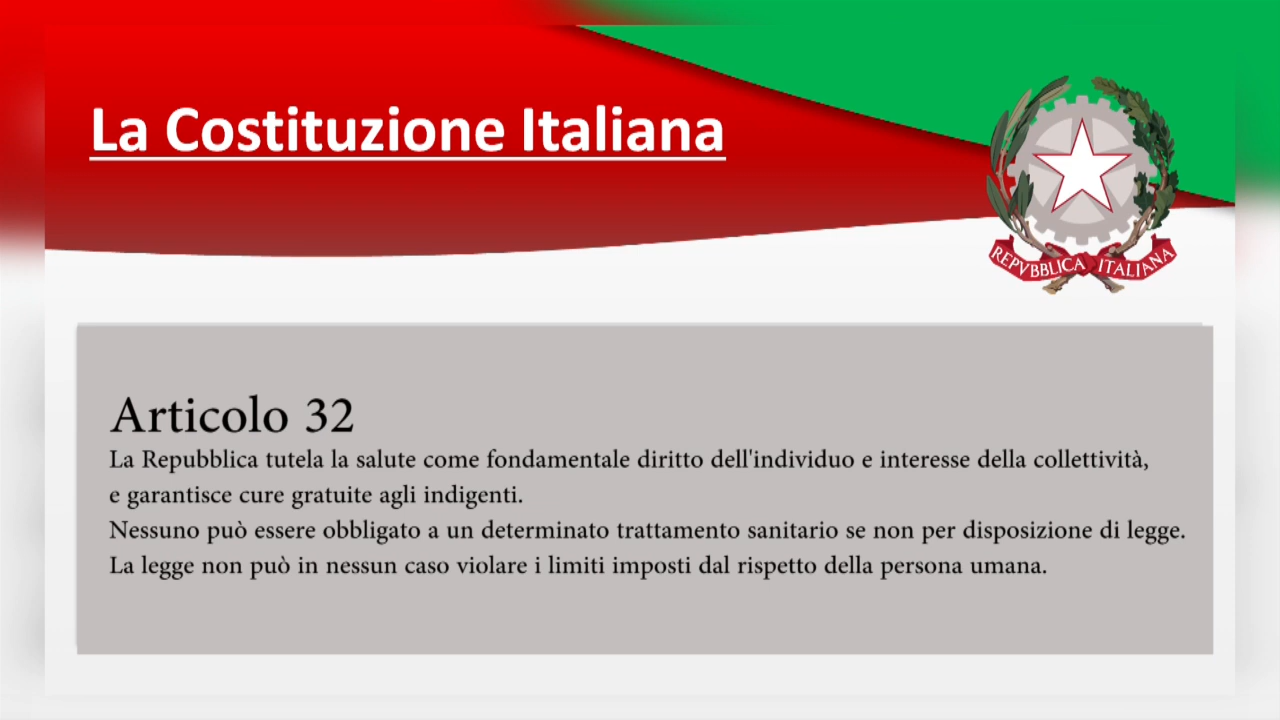 La Costituzione Italiana
REPVBBLICA ITALIANA
Articolo 32
La Repubblica tutela la salute come fondamentale diritto dell'individuo e interesse della collettività,
e garantisce cure gratuite agli indigenti.
Nessuno può essere obbligato a un determinato trattamento sanitario se non per disposizione di legge.
La legge non può in nessun caso violare i limiti imposti dal rispetto della persona umana.